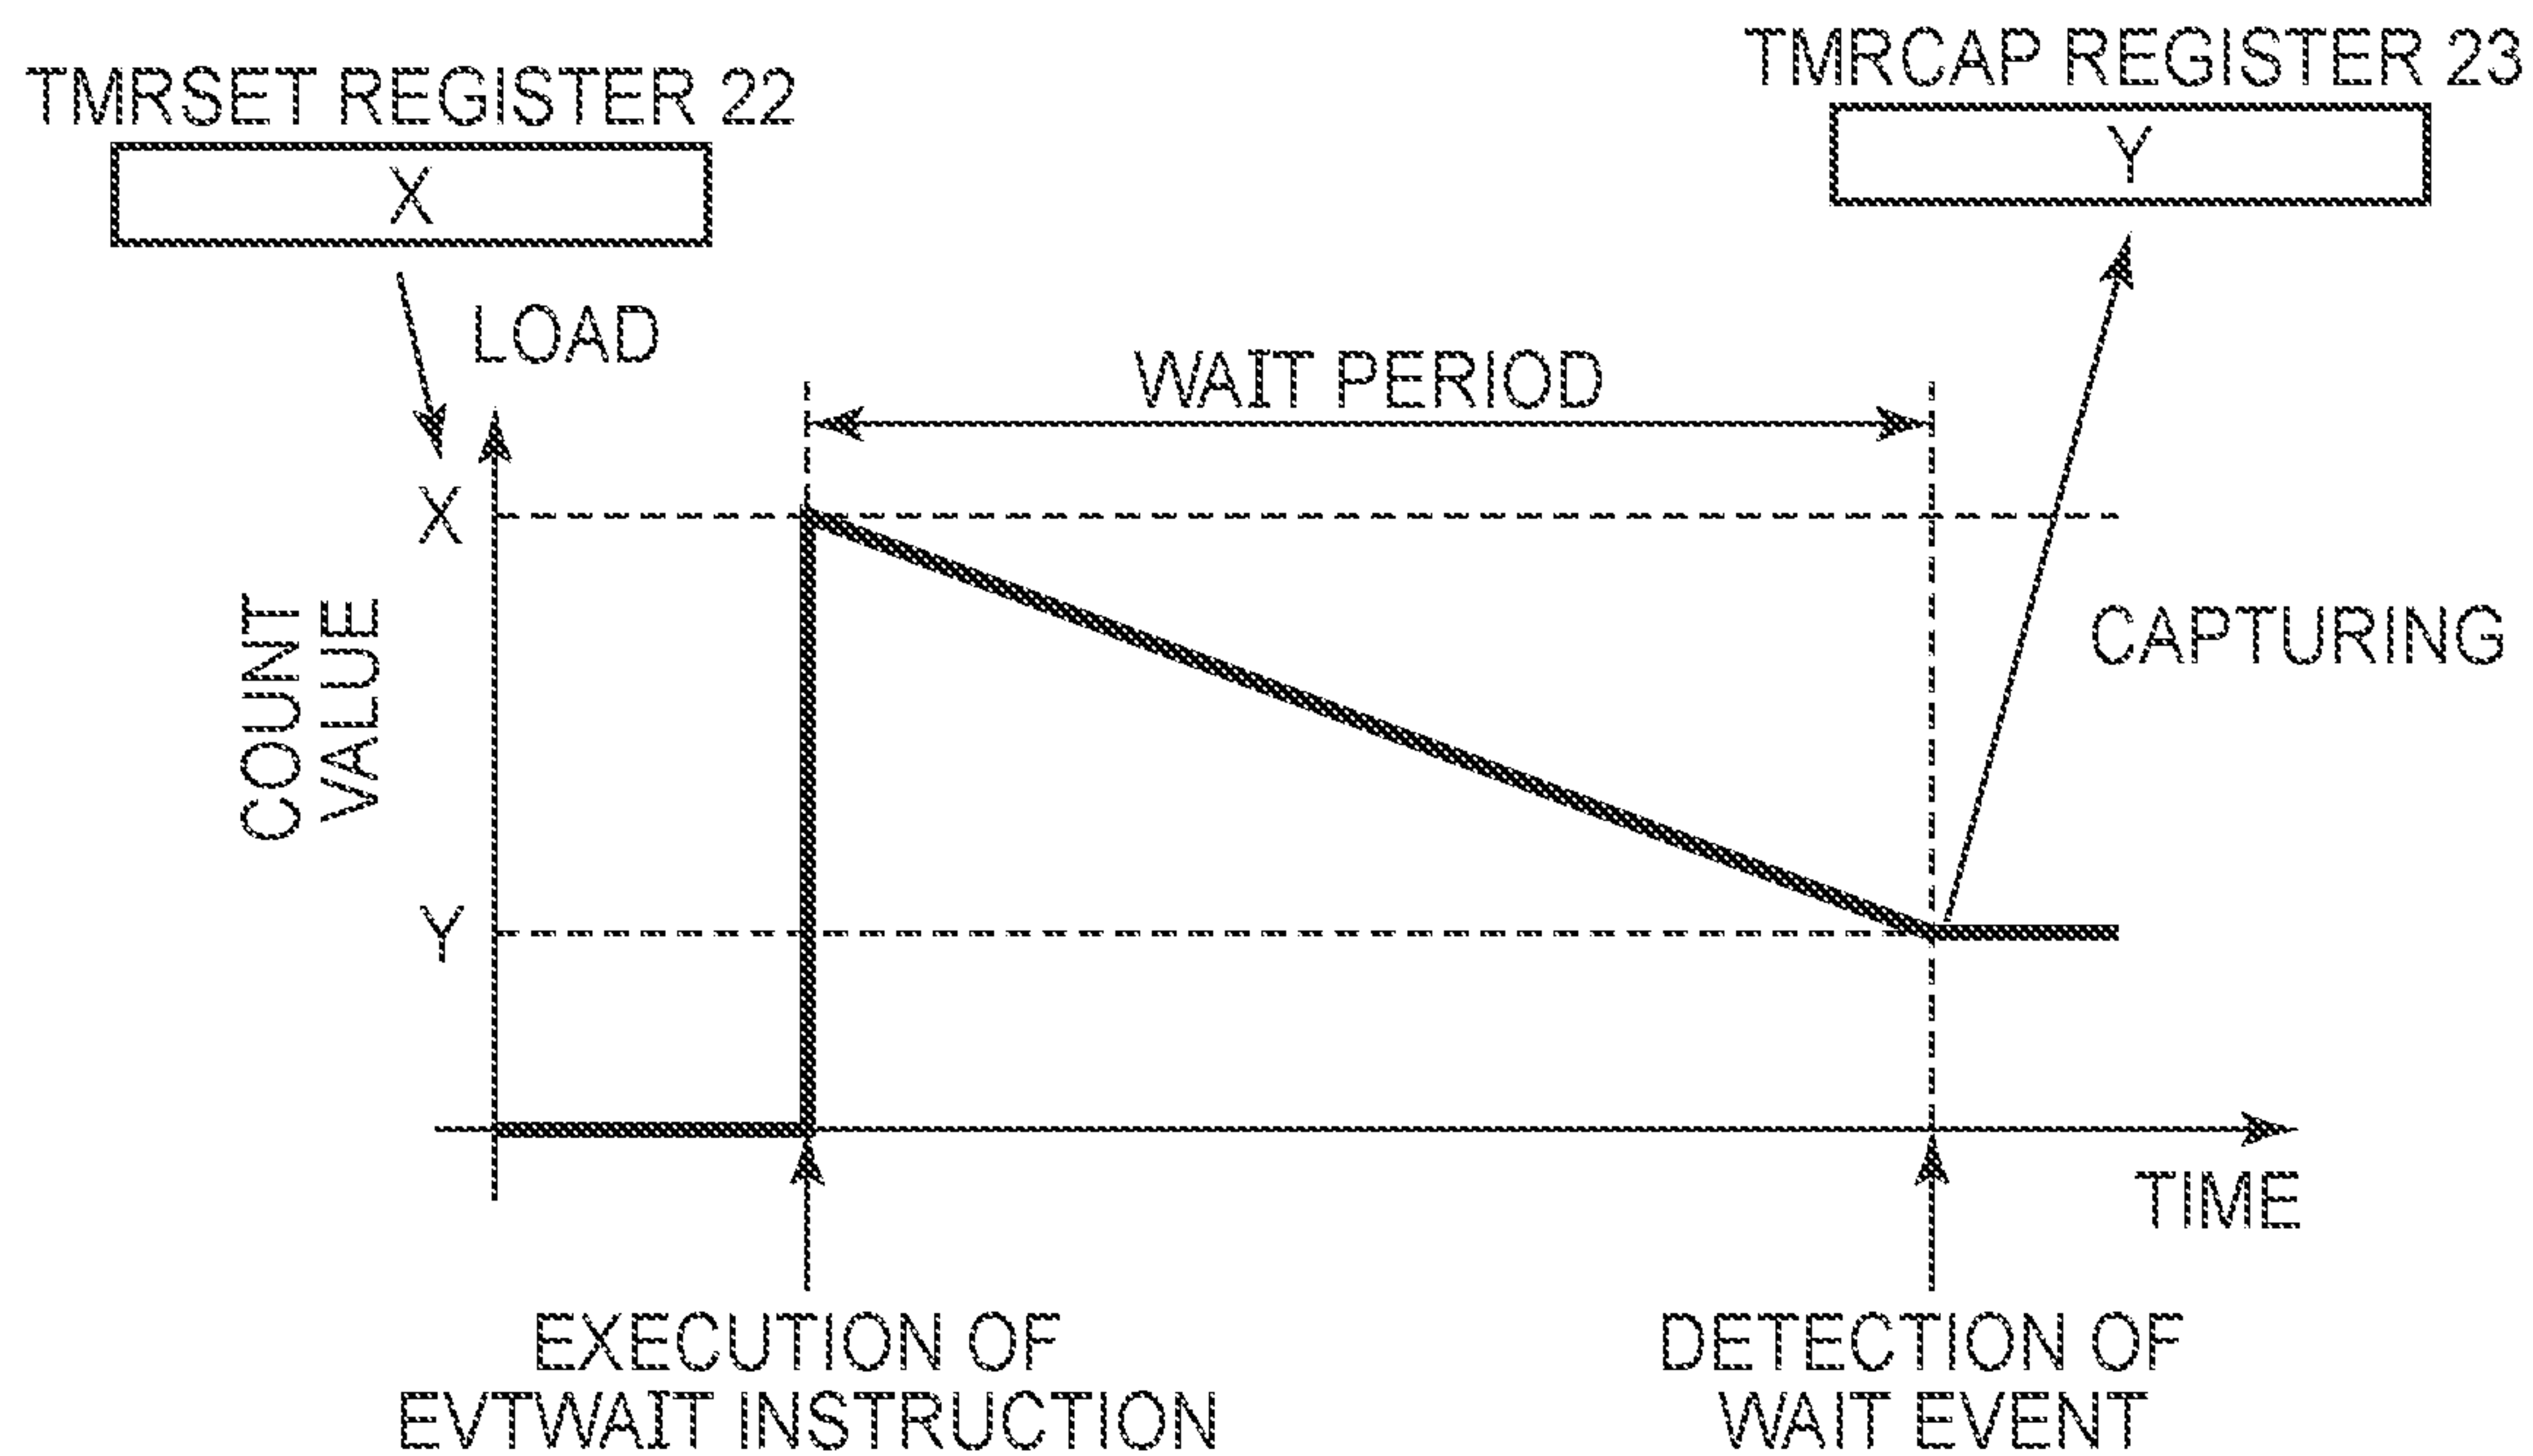 TMRSET REGISTER 22
X
TMRCAP REGISTER 23
Y
LOAD
WAIT PERIOD
X
COUNT
VALUE
CAPTURING
Y
TIME
EXECUTION OF
EVTWAIT INSTRUCTION
DETECTION OF
WAIT EVENT